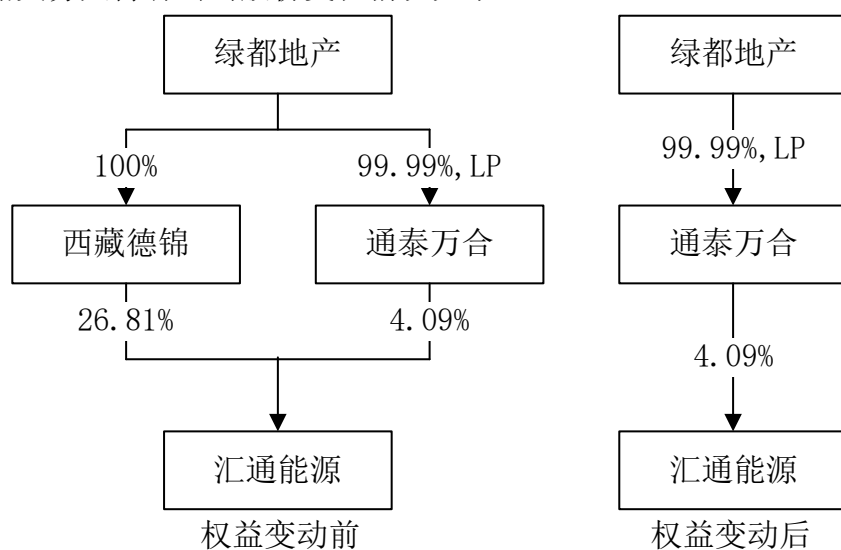 绿都地产
绿都地产
100%
99.99%,LP
99.99%,LP
西藏德锦
通泰万合
通泰万合
26.81%
4.09%
4.09%
汇通能源
汇通能源
权益变动前
权益变动后